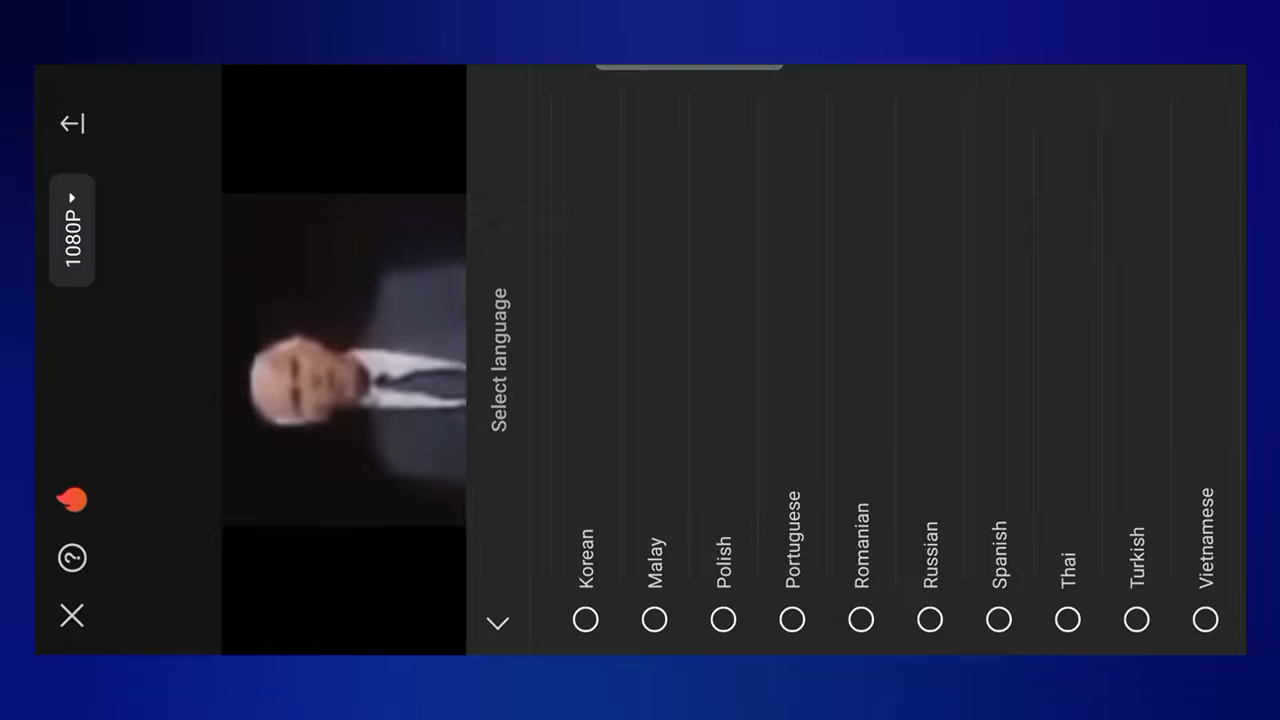 1080P
Select language
Korean
Malay
Polish
Portuguese
Romanian
Russian
Spanish
Thai
Turkish
Vietnamese